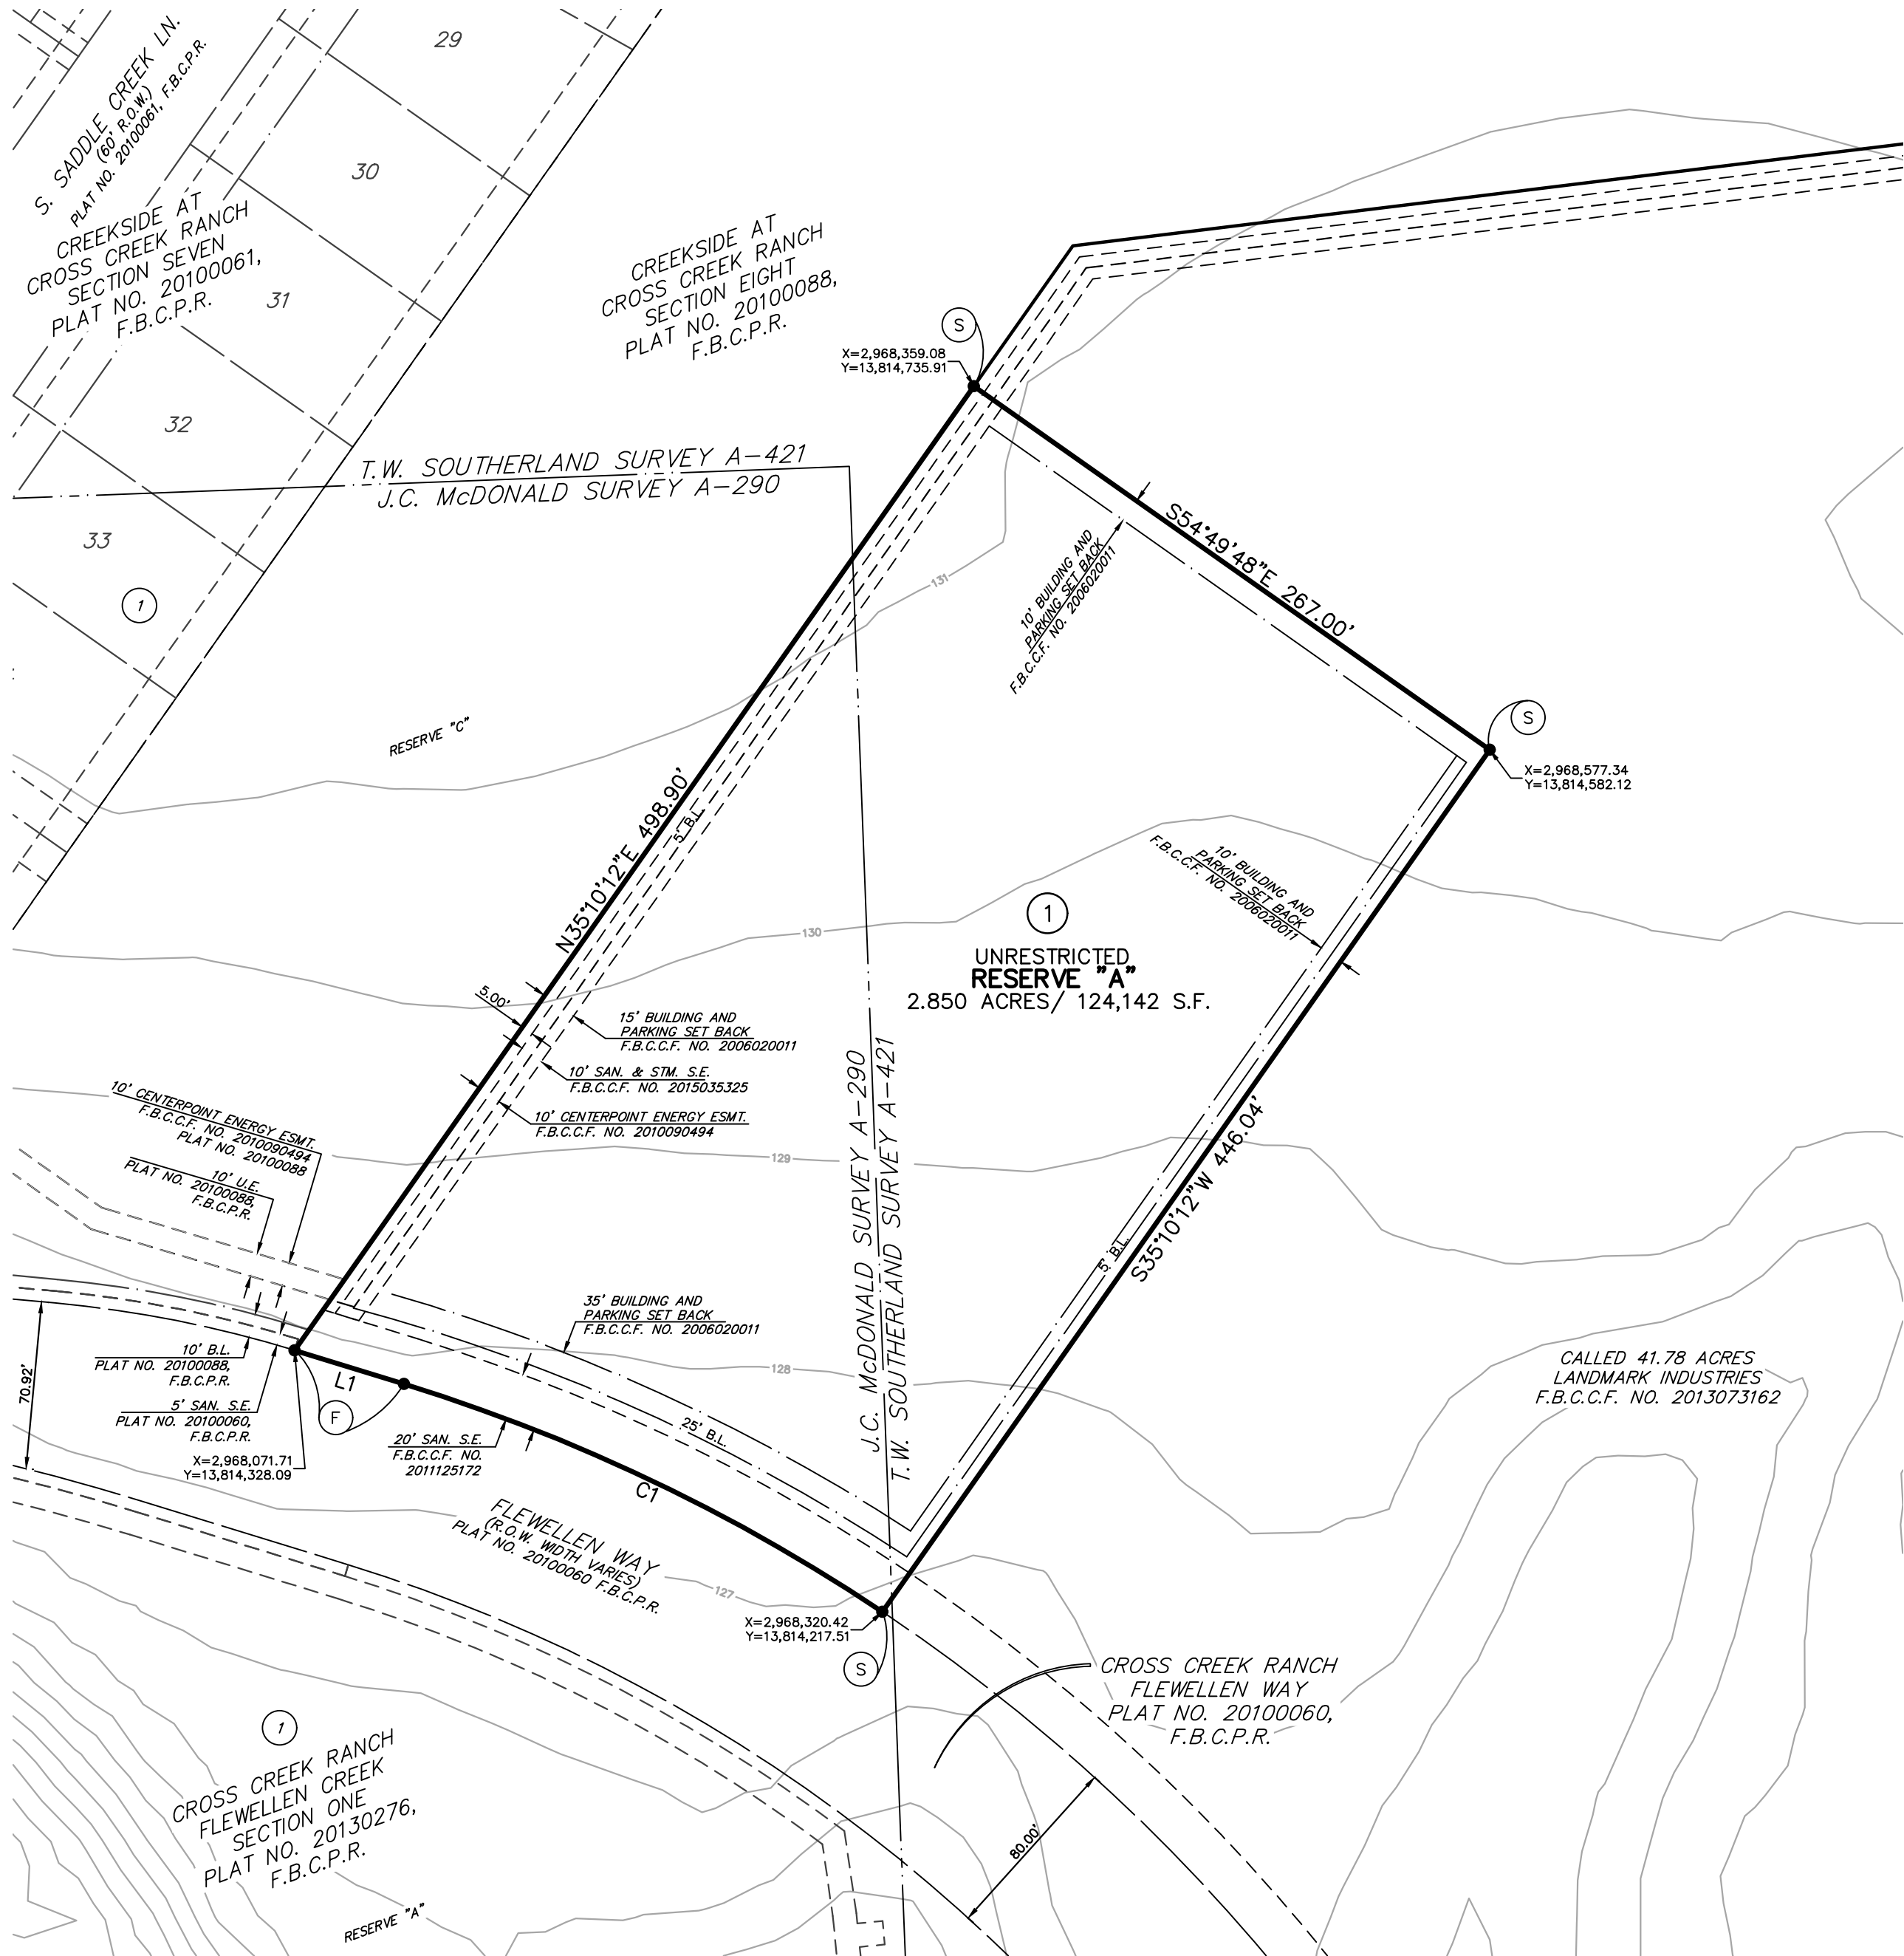 S. SADDLE CREEK LN.
(60' R.O.W.)
PLAT NO. 20100061, F.B.C.P.R.
29
30
31
32
33
1
CREEKSIDE AT
CROSS CREEK RANCH
SECTION SEVEN
PLAT NO. 20100061,
F.B.C.P.R.
CREEKSIDE AT
CROSS CREEK RANCH
SECTION EIGHT
PLAT NO. 20100088,
F.B.C.P.R.
S
X=2,968,359.08
Y=13,814,735.91
T.W. SOUTHERLAND SURVEY A-421
J.C. McDONALD SURVEY A-290
S54°49'48"E 267.00'
10' BUILDING AND
PARKING SET BACK
F.B.C.C.F. NO. 2006020011
131
S
X=2,968,577.34
Y=13,814,582.12
RESERVE "C"
N35°10'12"E 498.90'
5' B.L.
10' BUILDING AND
PARKING SET BACK
F.B.C.C.F. NO. 2006020011
130
1
UNRESTRICTED
RESERVE "A"
2.850 ACRES/ 124,142 S.F.
5.00'
15' BUILDING AND
PARKING SET BACK
F.B.C.C.F. NO. 2006020011
10' SAN. & STM. S.E.
F.B.C.C.F. NO. 2015035325
10' CENTERPOINT ENERGY ESMT.
F.B.C.C.F. NO. 2010090494
10' CENTERPOINT ENERGY ESMT.
F.B.C.C.F. NO. 2010090494
PLAT NO. 20100088
10' U.E.
PLAT NO. 20100088,
F.B.C.P.R.
129
J.C. McDONALD SURVEY A-290
T.W. SOUTHERLAND SURVEY A-421
S35°10'12"W 446.04'
5' B.L.
35' BUILDING AND
PARKING SET BACK
F.B.C.C.F. NO. 2006020011
128
10' B.L.
PLAT NO. 20100088,
F.B.C.P.R.
5' SAN. S.E.
PLAT NO. 20100060,
F.B.C.P.R.
X=2,968,071.71
Y=13,814,328.09
70.92'
L1
F
20' SAN. S.E.
F.B.C.C.F. NO.
2011125172
25' B.L.
C1
CALLED 41.78 ACRES
LANDMARK INDUSTRIES
F.B.C.C.F. NO. 2013073162
FLEWELLEN WAY
(R.O.W. WIDTH VARIES)
PLAT NO. 20100060 F.B.C.P.R.
127
X=2,968,320.42
Y=13,814,217.51
S
CROSS CREEK RANCH
FLEWELLEN WAY
PLAT NO. 20100060,
F.B.C.P.R.
1
CROSS CREEK RANCH
FLEWELLEN CREEK
SECTION ONE
PLAT NO. 20130276,
F.B.C.P.R.
80.00'
RESERVE "A"